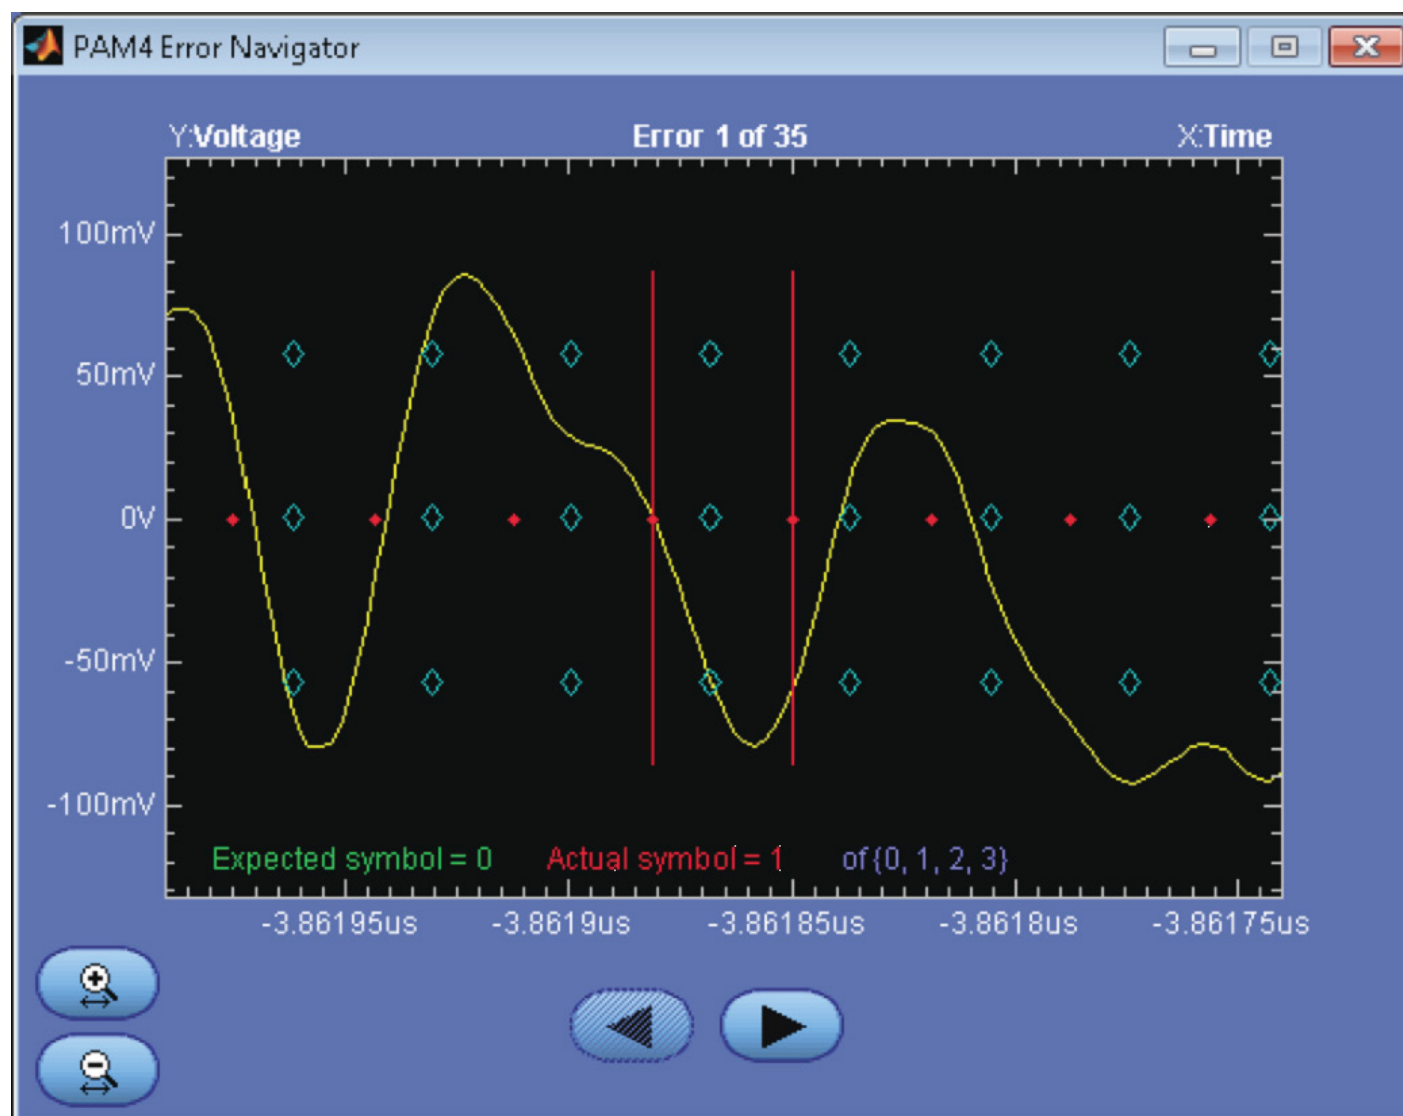 PAM4 Error Navigator
Y:Voltage Error 1 of 35 X:Time
100mV
50mV
0V
-50mV
-100mV
Expected symbol = 0 Actual symbol = 1 of {0, 1, 2, 3}
-3.86195us -3.8619us -3.86185us -3.8618us -3.86175us